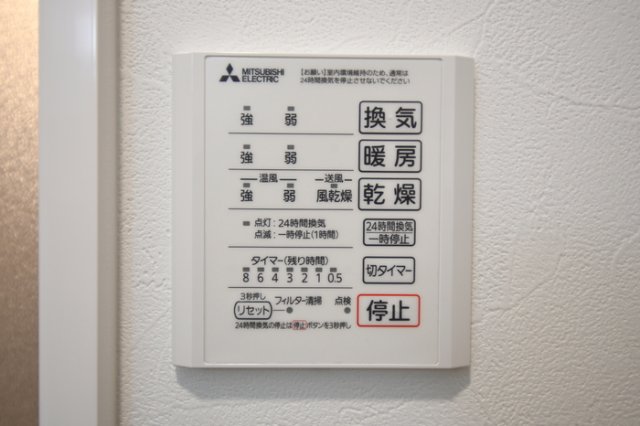 MITSUBISHI
ELECTRIC
【お願い】室内環境維持のため、通常は
24時間換気を停止させないでください
強 弱 換気
強 弱 暖房
温風 送風
強 弱 風乾燥 乾燥
点灯:24時間換気
点滅:一時停止(1時間)
24時間換気
一時停止
タイマー(残り時間)
8 6 4 3 2 1 0.5
切タイマー
3秒押し
リセット フィルター清掃 点検
停止
24時間換気の停止は停止ボタンを3秒押し